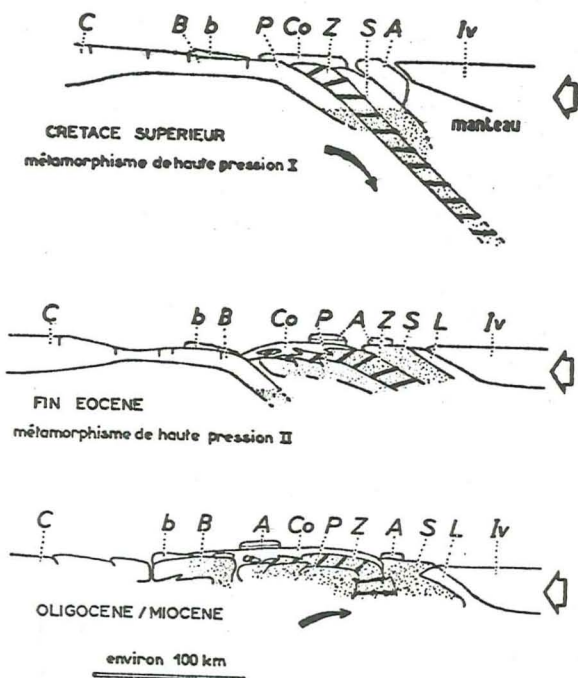 C B b P Co Z S A Iv
manteau
CRETACE SUPERIEUR
métamorphisme de haute pression I
C b B Co P A Z S L Iv
FIN EOCENE
métamorphisme de haute pression II
C b B A Co P Z A S L Iv
OLIGOCENE / MIOCENE
environ 100 km